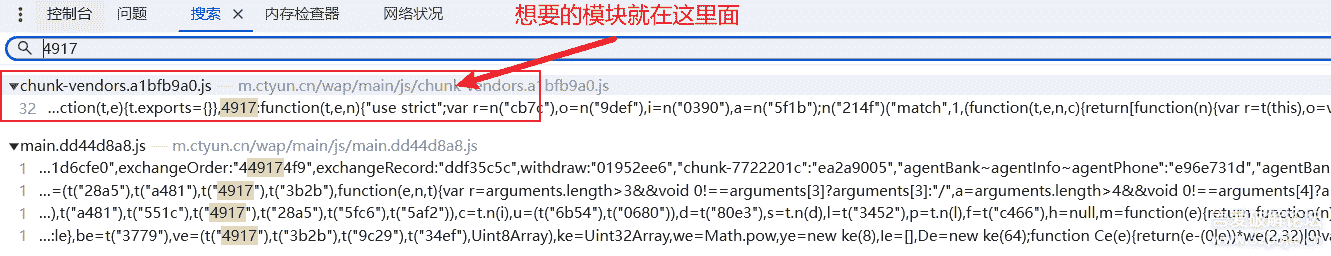 控制台 问题 搜索 × 内存检查器 网络状况
想要的模块就在这里面
4917
▼chunk-vendors.a1bfb9a0.js — m.ctyun.cn/wap/main/js/chunk-vendors.a1bfb9a0.js
32 ...ction(t,e){t.exports={}},4917:function(t,e,n){"use strict";var r=n("cb7c"),o=n("9def"),i=n("0390"),a=n("5f1b");n("214f")("match",1,(function(t,e,n,c){return[function(n){var r=t(this),o=v
▼main.dd44d8a8.js — m.ctyun.cn/wap/main/js/main.dd44d8a8.js
1 ...1d6cfe0",exchangeOrder:"449174f9",exchangeRecord:"ddf35c5c",withdraw:"01952ee6","chunk-7722201c":"ea2a9005","agentBank~agentInfo~agentPhone":"e96e731d","agentBan
1 ...=(t("28a5"),t("a481"),t("4917"),t("3b2b"),function(e,n,t){var r=arguments.length>3&&void 0!==arguments[3]?arguments[3]:"/",a=arguments.length>4&&void 0!==arguments[4]?a
1 ...),t("a481"),t("551c"),t("4917"),t("28a5"),t("5fc6"),t("5af2")),c=t.n(i),u=(t("6b54"),t("0680")),d=t("80e3"),s=t.n(d),l=t("3452"),p=t.n(l),f=t("c466"),h=null,m=function(e){return function(n)
1 ...:le},be=t("3779"),ve=(t("4917"),t("3b2b"),t("9c29"),t("34ef"),Uint8Array),ke=Uint32Array,we=Math.pow,ye=new ke(8),Ie=[],De=new ke(64);function Ce(e){return(e-(0|e))*we(2,32)|0}va